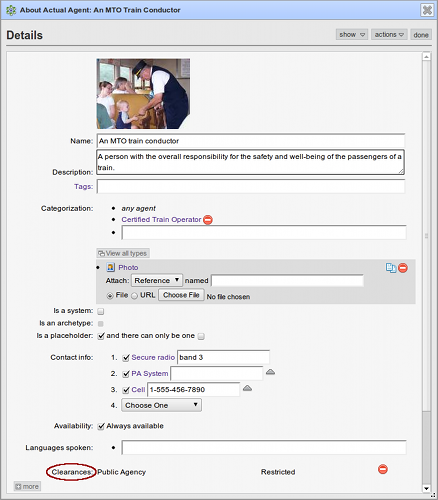 About Actual Agent: An MTO Train Conductor
Details
show
actions
done
Name: An MTO train conductor
Description: A person with the overall responsibility for the safety and well-being of the passengers of a
train.
Tags:
Categorization: • any agent
• Certified Train Operator
•
View all types
• Photo
Attach: Reference named
File URL Choose File No file chosen
Is a system:
Is an archetype:
Is a placeholder: and there can only be one
Contact info: 1. Secure radio band 3
2. PA System
3. Cell 1-555-456-7890
4. Choose One
Availability: Always available
Languages spoken: •
Clearances: Public Agency Restricted
more